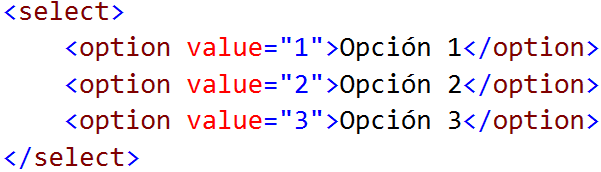 <select>
    <option value="1">Opción 1</option>
    <option value="2">Opción 2</option>
    <option value="3">Opción 3</option>
</select>